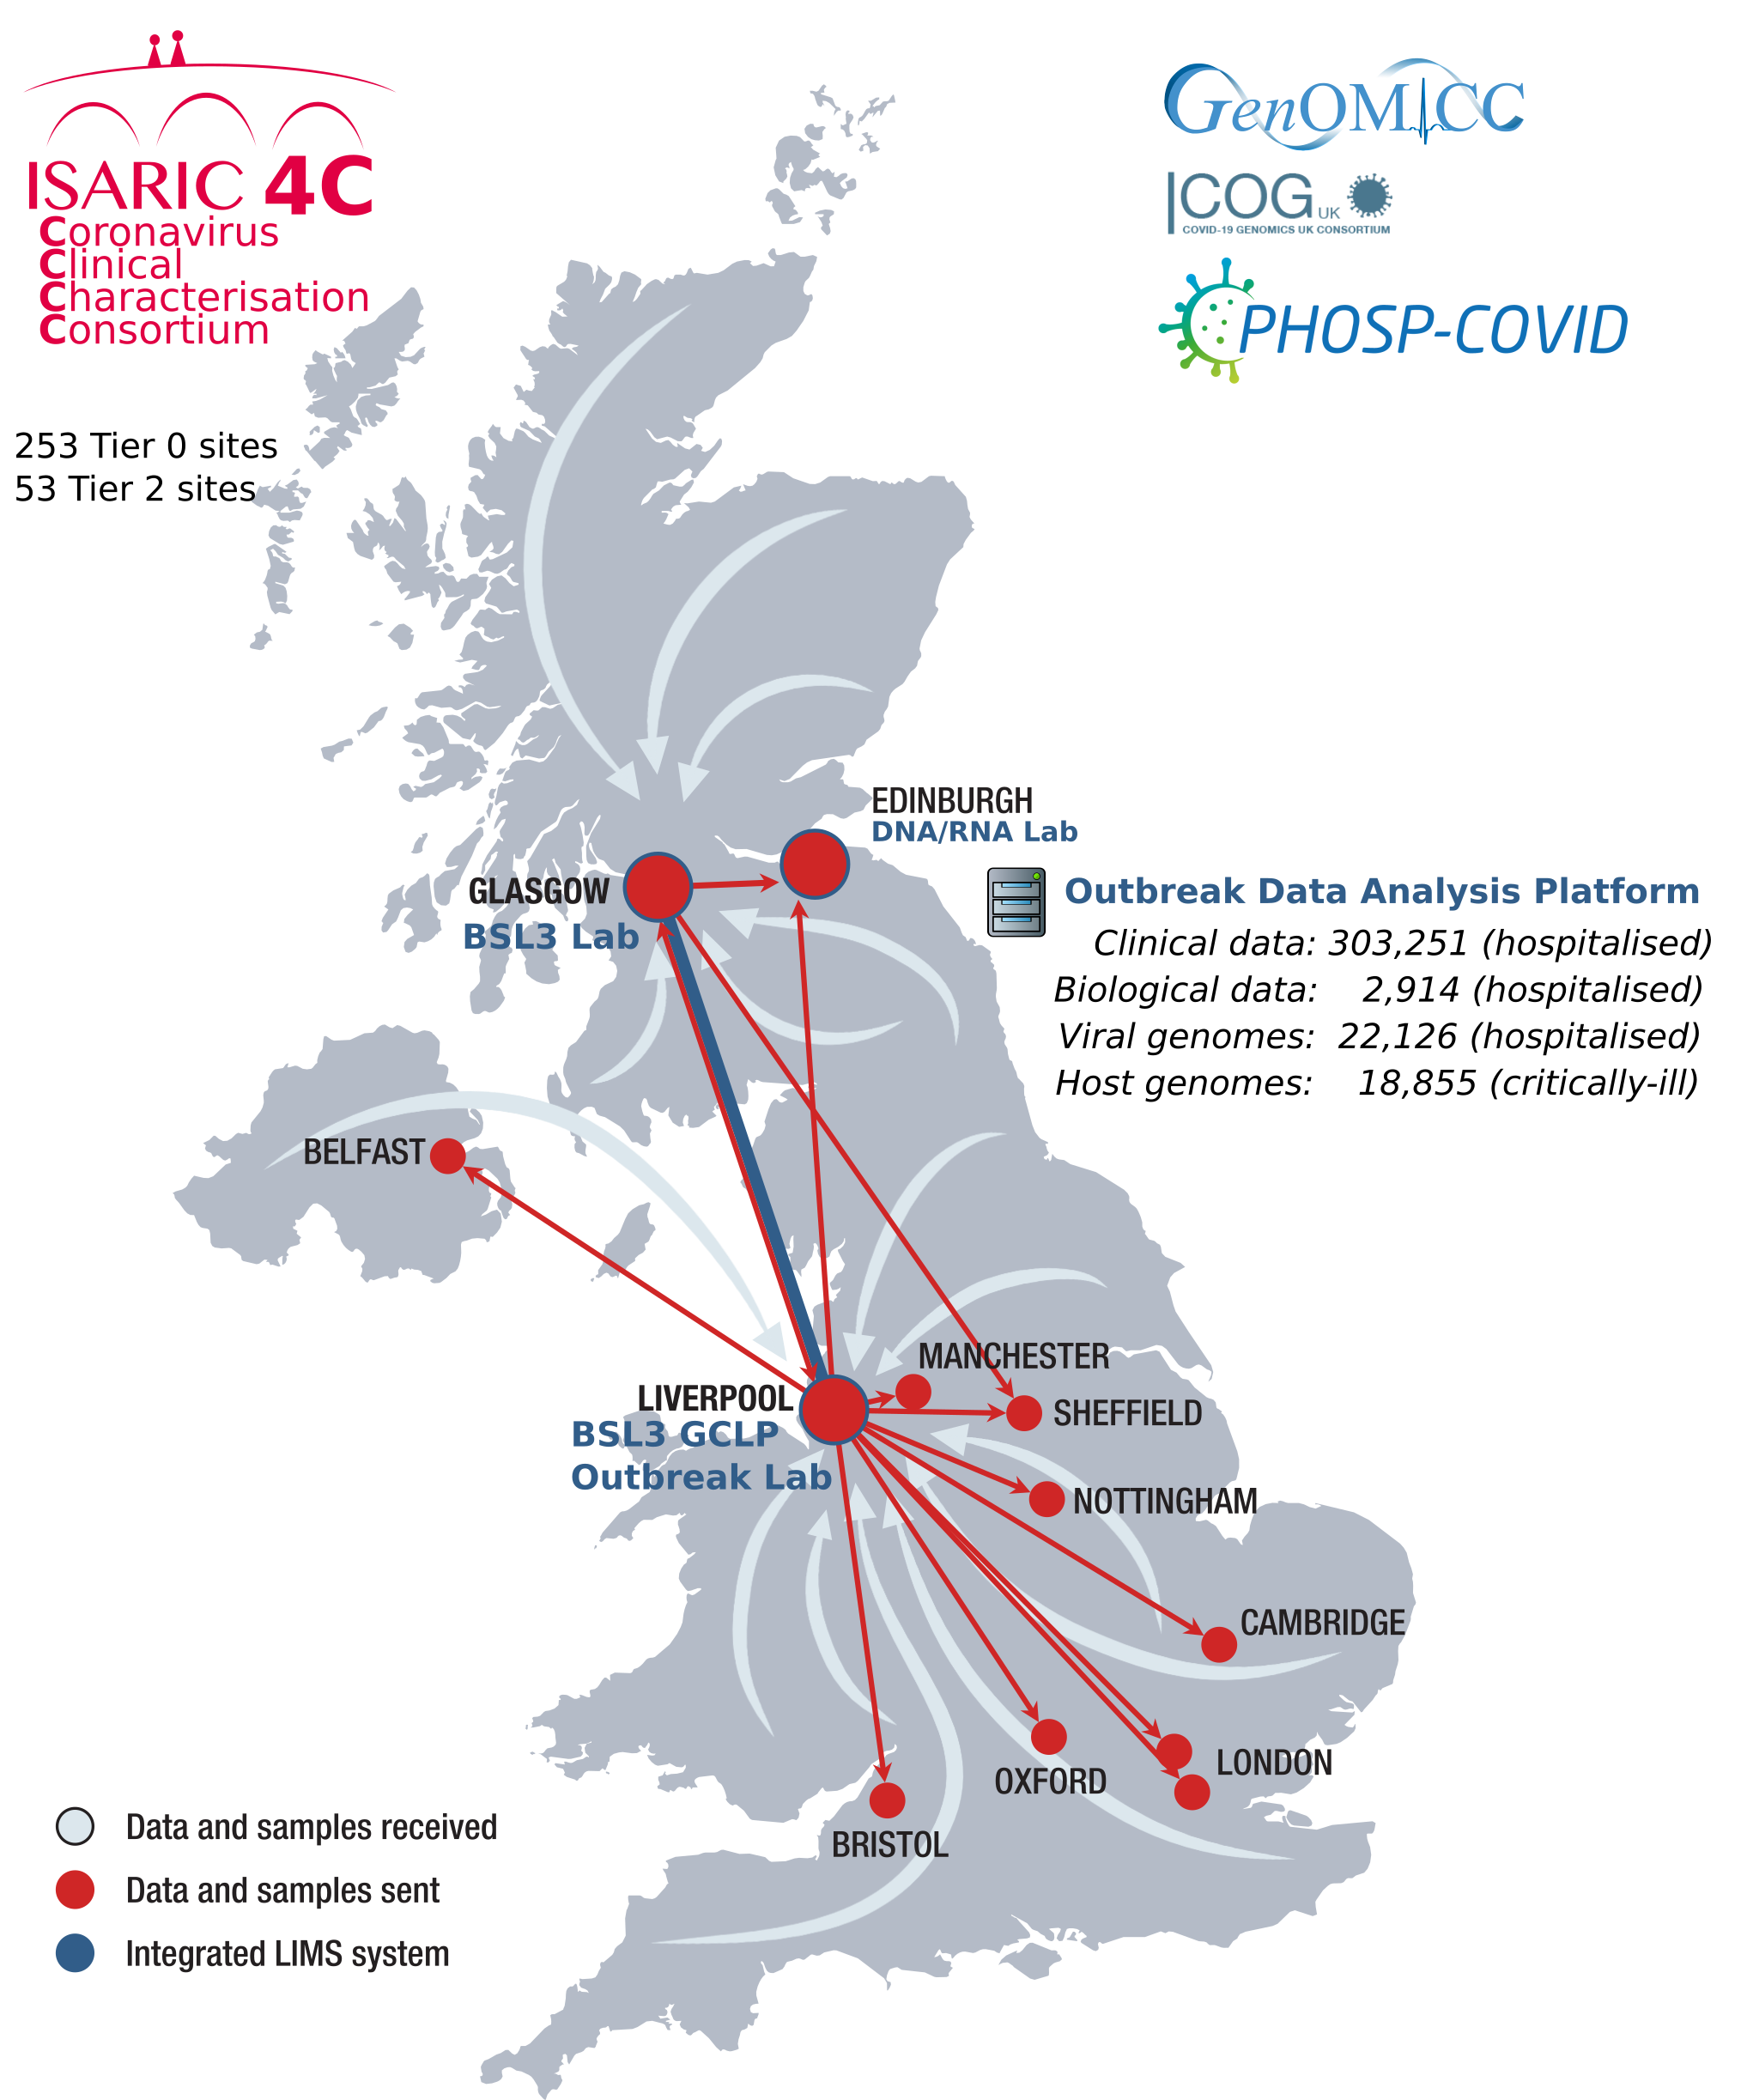 ISARIC 4C
Coronavirus
Clinical
Characterisation
Consortium
GenOMICC
COG UK
COVID-19 GENOMICS UK CONSORTIUM
PHOSP-COVID
253 Tier 0 sites
53 Tier 2 sites
EDINBURGH
DNA/RNA Lab
GLASGOW
BSL3 Lab
Outbreak Data Analysis Platform
Clinical data: 303,251 (hospitalised)
Biological data: 2,914 (hospitalised)
Viral genomes: 22,126 (hospitalised)
Host genomes: 18,855 (critically-ill)
BELFAST
MANCHESTER
LIVERPOOL
BSL3 GCLP
Outbreak Lab
SHEFFIELD
NOTTINGHAM
CAMBRIDGE
LONDON
OXFORD
BRISTOL
Data and samples received
Data and samples sent
Integrated LIMS system